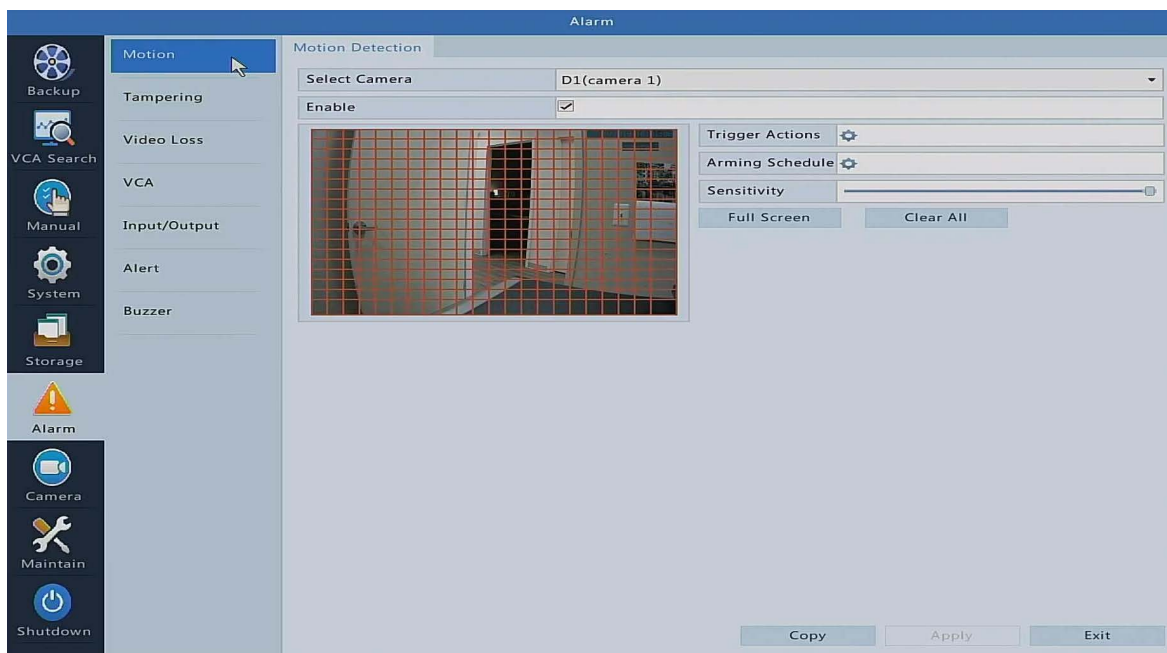 Alarm
Backup
VCA Search
Manual
System
Storage
Alarm
Camera
Maintain
Shutdown
Motion
Tampering
Video Loss
VCA
Input/Output
Alert
Buzzer
Motion Detection
Select Camera
D1(camera 1)
Enable
Trigger Actions
Arming Schedule
Sensitivity
Full Screen
Clear All
Copy
Apply
Exit